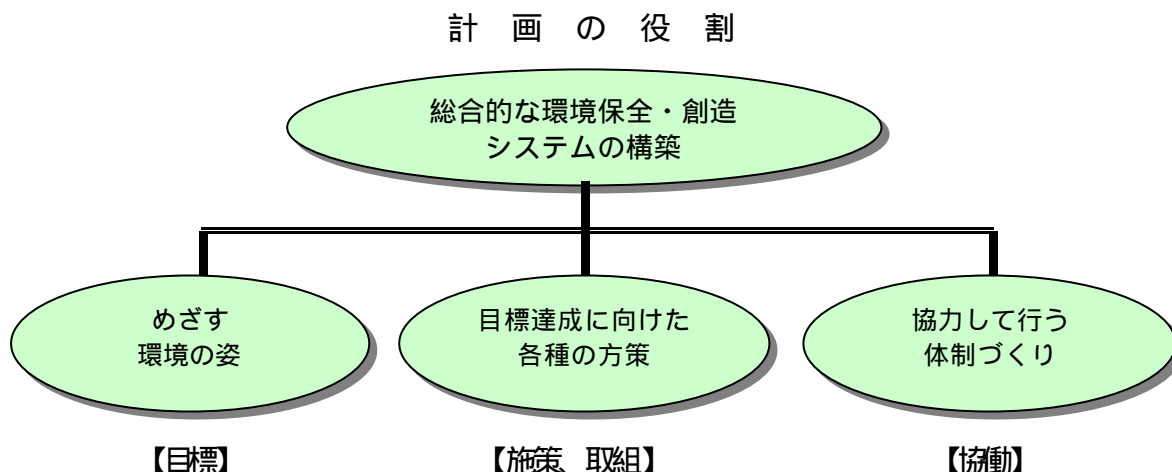 計画の役割
総合的な環境保全・創造
システムの構築
めざす
環境の姿
目標達成に向けた
各種の方策
協力して行う
体制づくり
【目標】
【施策、取組】
【協働】